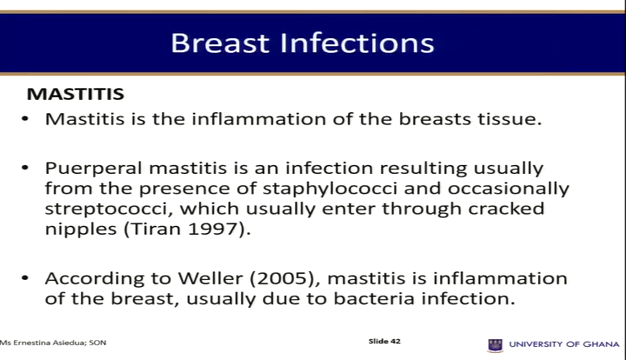 Breast Infections
MASTITIS
• Mastitis is the inflammation of the breasts tissue.
• Puerperal mastitis is an infection resulting usually
from the presence of staphylococci and occasionally
streptococci, which usually enter through cracked
nipples (Tiran 1997).
• According to Weller (2005), mastitis is inflammation
of the breast, usually due to bacteria infection.
Ms Ernestina Asiedua; SON
Slide 42
UNIVERSITY OF GHANA